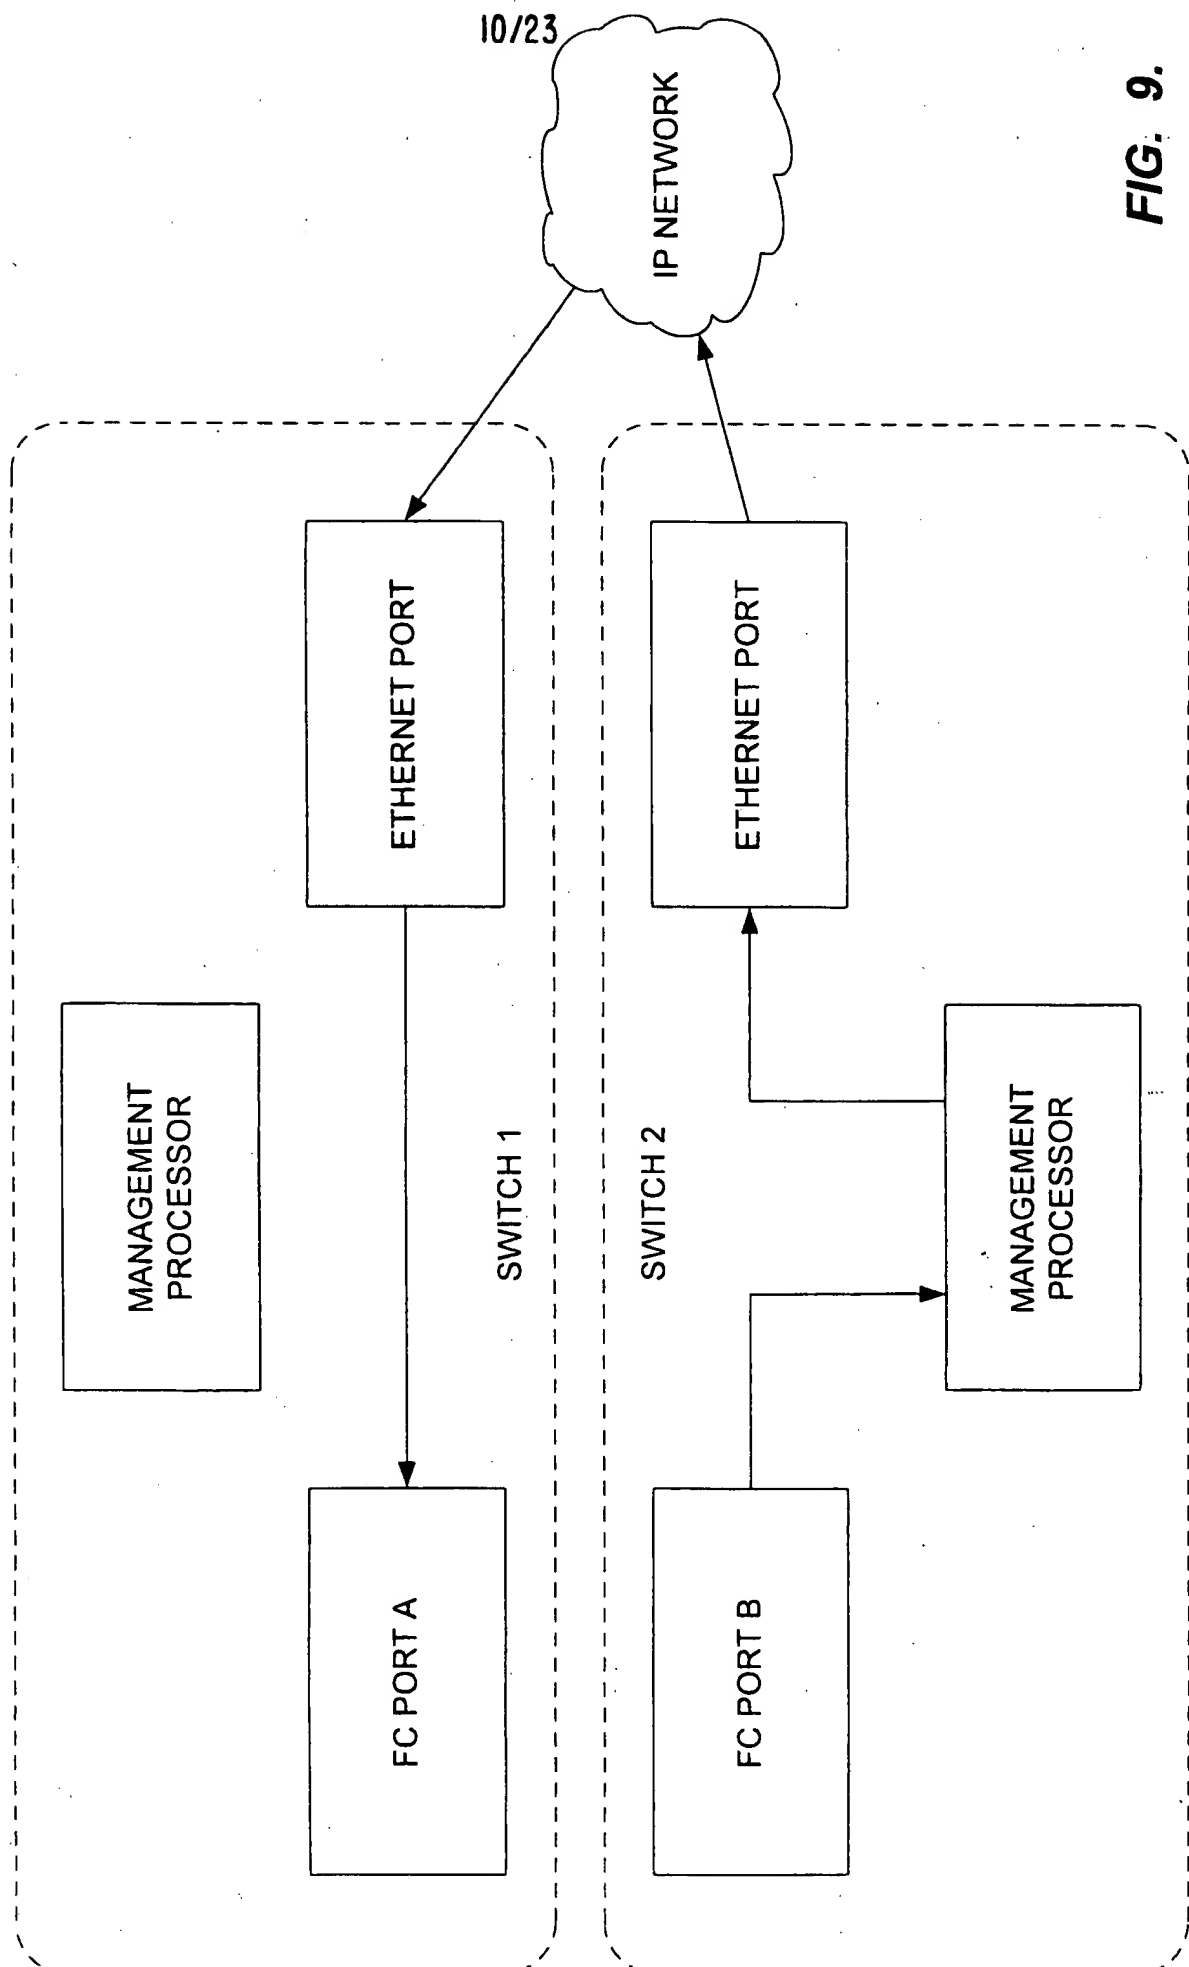 10/23
MANAGEMENT
PROCESSOR
FC PORT A
ETHERNET PORT
SWITCH 1
IP NETWORK
SWITCH 2
FC PORT B
ETHERNET PORT
MANAGEMENT
PROCESSOR
FIG. 9.